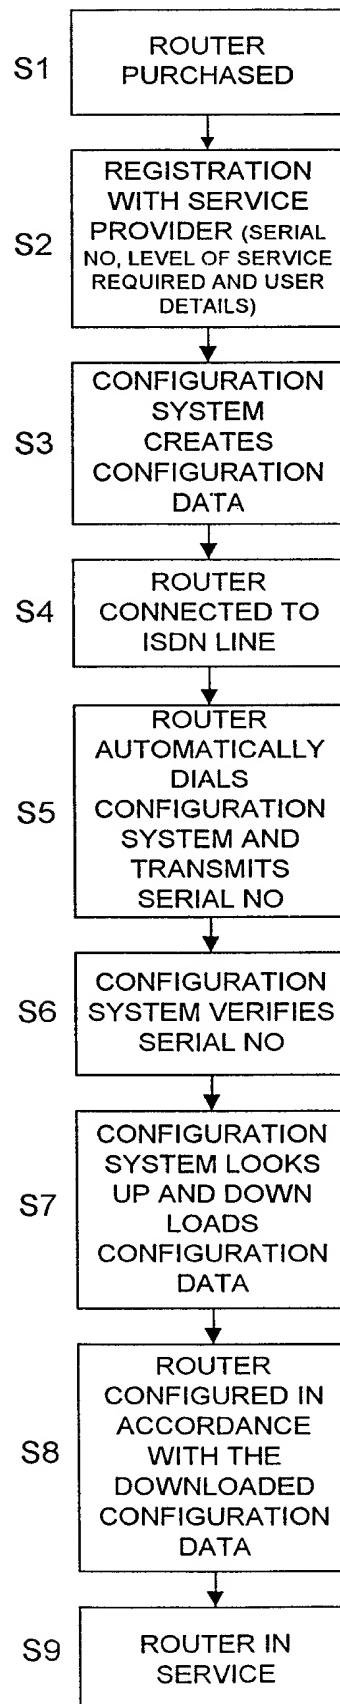 S1
ROUTER
PURCHASED
S2
REGISTRATION
WITH SERVICE
PROVIDER (SERIAL
NO, LEVEL OF SERVICE
REQUIRED AND USER
DETAILS)
S3
CONFIGURATION
SYSTEM
CREATES
CONFIGURATION
DATA
S4
ROUTER
CONNECTED TO
ISDN LINE
S5
ROUTER
AUTOMATICALLY
DIALS
CONFIGURATION
SYSTEM AND
TRANSMITS
SERIAL NO
S6
CONFIGURATION
SYSTEM VERIFIES
SERIAL NO
S7
CONFIGURATION
SYSTEM LOOKS
UP AND DOWN
LOADS
CONFIGURATION
DATA
S8
ROUTER
CONFIGURED IN
ACCORDANCE
WITH THE
DOWNLOADED
CONFIGURATION
DATA
S9
ROUTER IN
SERVICE